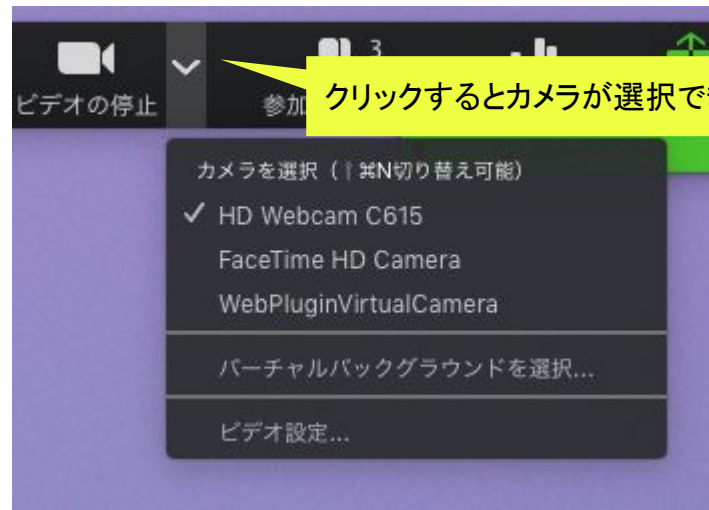 3
ビデオの停止
参加
クリックするとカメラが選択で
カメラを選択(⇧⌘N切り替え可能)
✓ HD Webcam C615
FaceTime HD Camera
WebPluginVirtualCamera
バーチャルバックグラウンドを選択...
ビデオ設定...